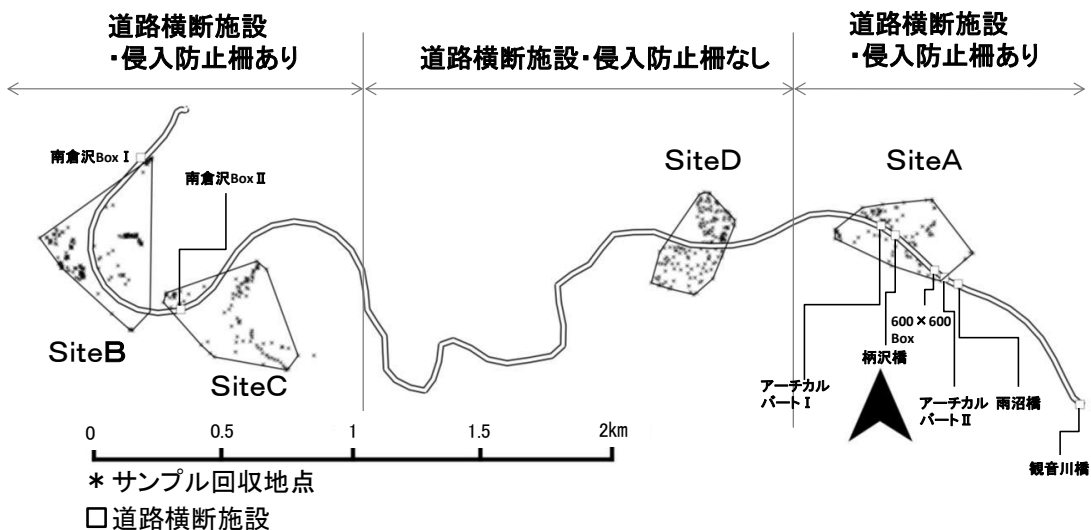 道路横断施設
・侵入防止柵あり
道路横断施設・侵入防止柵なし
道路横断施設
・侵入防止柵あり
南倉沢Box Ⅰ
南倉沢Box Ⅱ
SiteD
SiteA
SiteB
SiteC
600×600
Box
柄沢橋
アーチカル
バートⅠ
アーチカル
バートⅡ
雨沼橋
観音川橋
0
0.5
1
1.5
2km
* サンプル回収地点
□ 道路横断施設